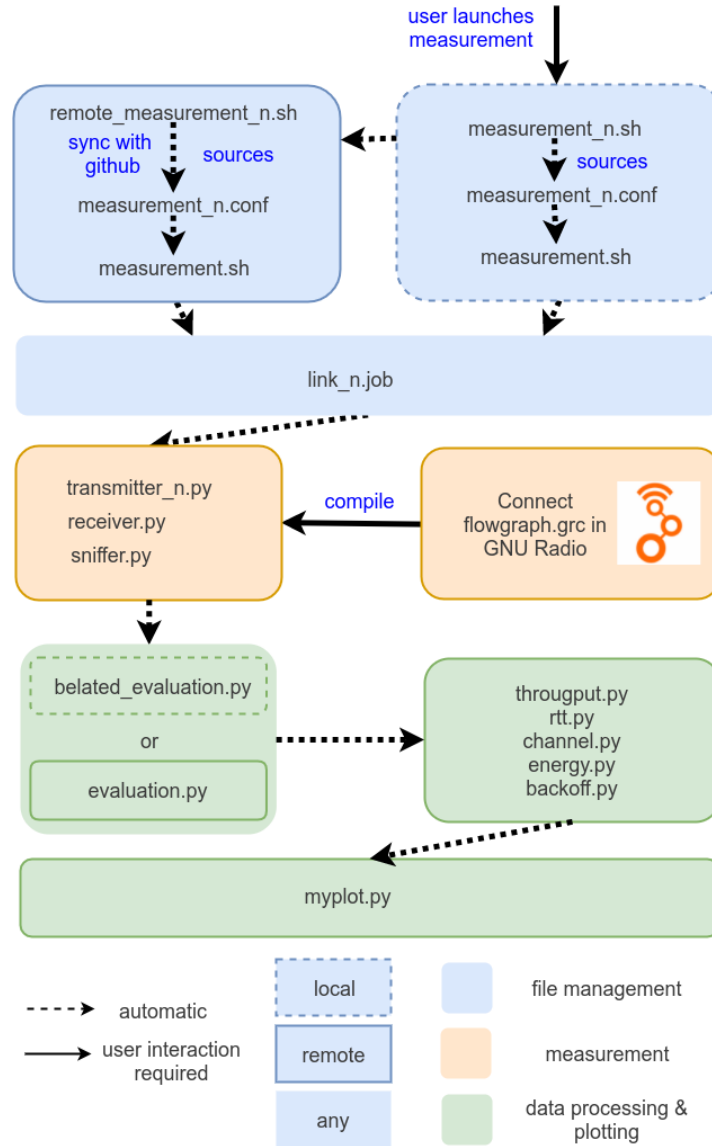 user launches
measurement
remote_measurement_n.sh
sync with
github
sources
measurement_n.conf
measurement.sh
measurement_n.sh
sources
measurement_n.conf
measurement.sh
link_n.job
transmitter_n.py
receiver.py
sniffer.py
compile
Connect
flowgraph.grc in
GNU Radio
belated_evaluation.py
or
evaluation.py
througput.py
rtt.py
channel.py
energy.py
backoff.py
myplot.py
automatic
user interaction
required
local
remote
any
file management
measurement
data processing &
plotting